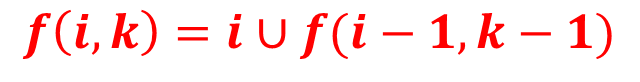 f(i, k) = i ∪ f(i − 1, k − 1)